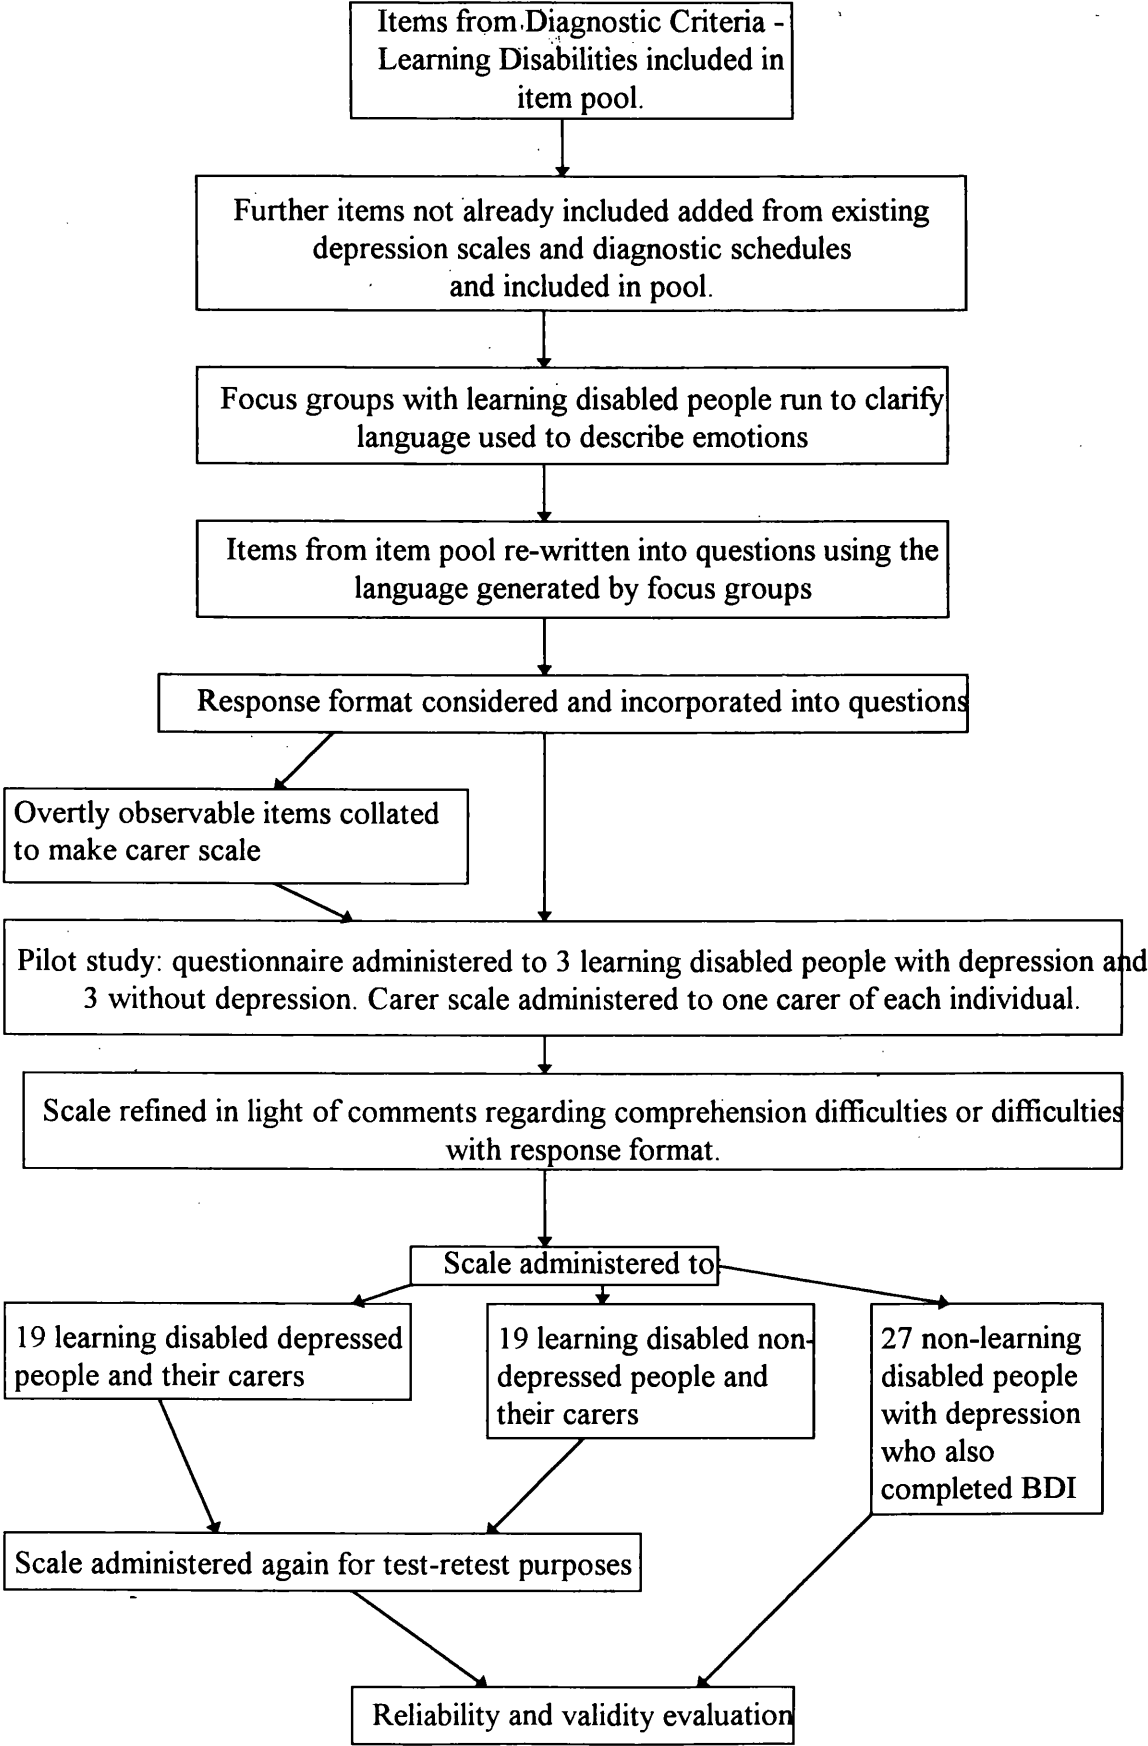 Items from Diagnostic Criteria -
Learning Disabilities included in
item pool.
Further items not already included added from existing
depression scales and diagnostic schedules
and included in pool.
Focus groups with learning disabled people run to clarify
language used to describe emotions
Items from item pool re-written into questions using the
language generated by focus groups
Response format considered and incorporated into questions
Overtly observable items collated
to make carer scale
Pilot study: questionnaire administered to 3 learning disabled people with depression and
3 without depression. Carer scale administered to one carer of each individual.
Scale refined in light of comments regarding comprehension difficulties or difficulties
with response format.
Scale administered to:
19 learning disabled depressed
people and their carers
19 learning disabled non-
depressed people and
their carers
27 non-learning
disabled people
with depression
who also
completed BDI
Scale administered again for test-retest purposes
Reliability and validity evaluation